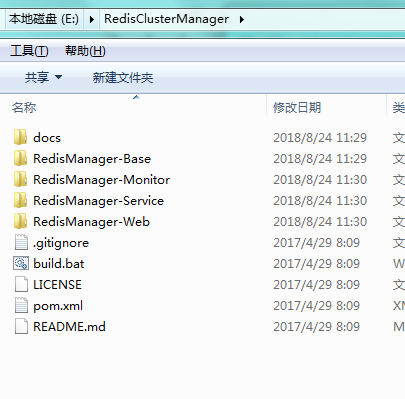 本地磁盘 (E:) ▶ RedisClusterManager ▶
工具(T) 帮助(H)
共享 新建文件夹
名称 修改日期 类
docs 2018/8/24 11:29 文
RedisManager-Base 2018/8/24 11:29 文
RedisManager-Monitor 2018/8/24 11:30 文
RedisManager-Service 2018/8/24 11:30 文
RedisManager-Web 2018/8/24 11:30 文
.gitignore 2017/4/29 8:09 文
build.bat 2017/4/29 8:09 W
LICENSE 2017/4/29 8:09 文
pom.xml 2017/4/29 8:09 XM
README.md 2017/4/29 8:09 M